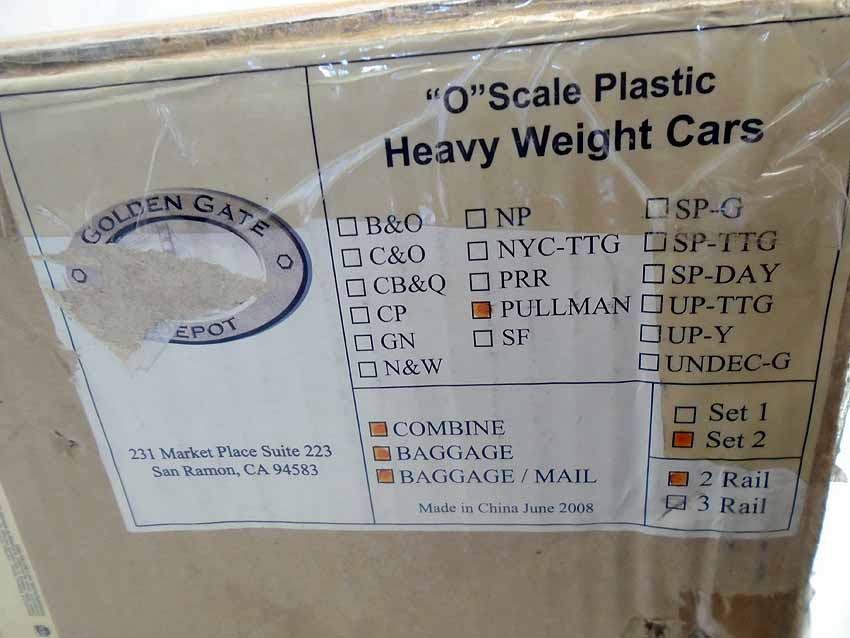 "O" Scale Plastic
Heavy Weight Cars
GOLDEN GATE
EPOT
B&O
C&O
CB&Q
CP
GN
N&W
NP
NYC-TTG
PRR
PULLMAN
SF
SP-G
SP-TTG
SP-DAY
UP-TTG
UP-Y
UNDEC-G
231 Market Place Suite 223
San Ramon, CA 94583
COMBINE
BAGGAGE
BAGGAGE / MAIL
Made in China June 2008
Set 1
Set 2
2 Rail
3 Rail